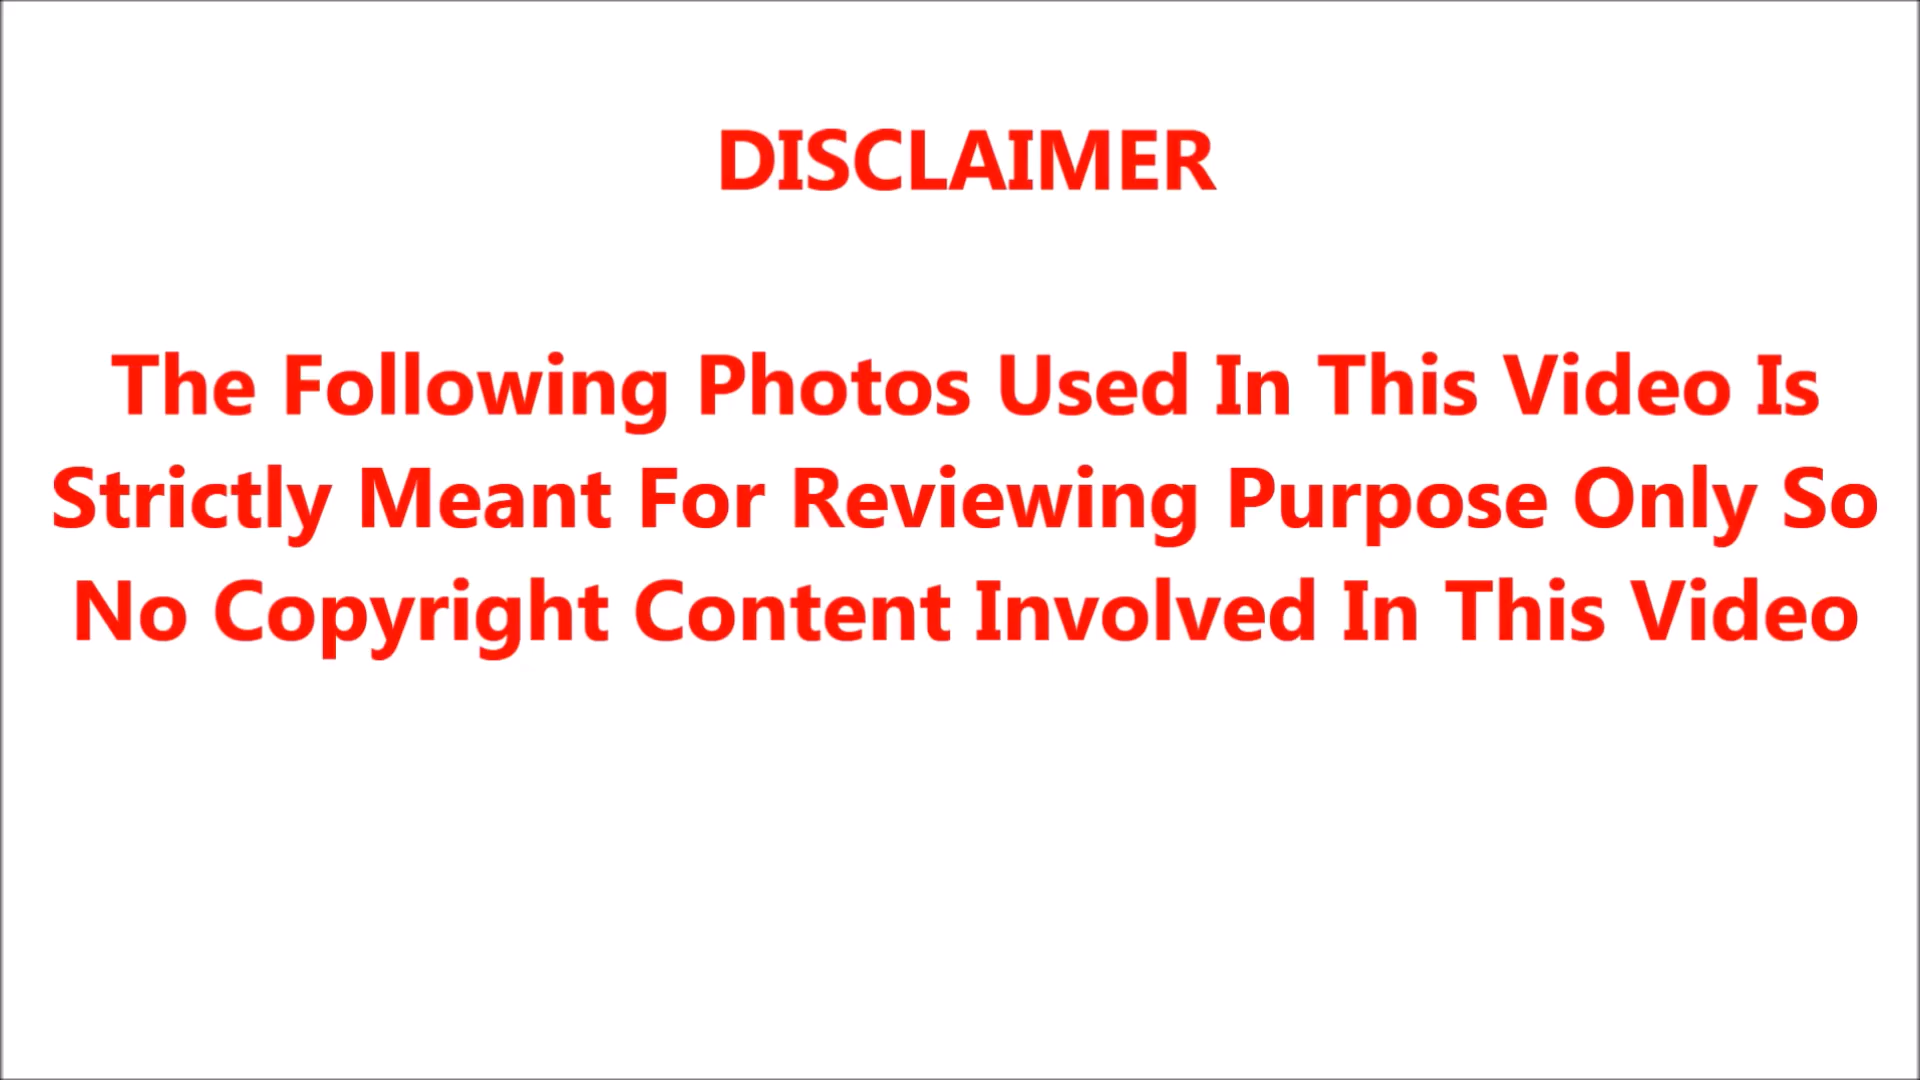 DISCLAIMER
The Following Photos Used In This Video Is
Strictly Meant For Reviewing Purpose Only So
No Copyright Content Involved In This Video